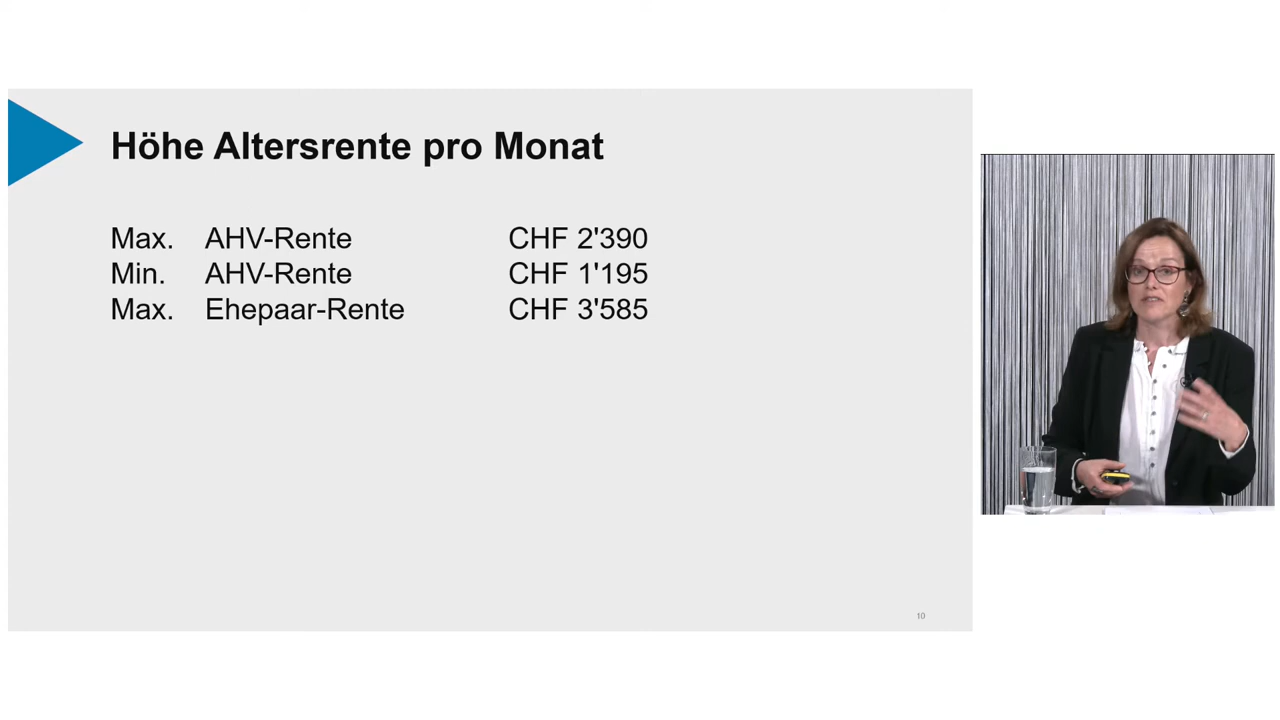 Höhe Altersrente pro Monat
Max. AHV-Rente CHF 2'390
Min. AHV-Rente CHF 1'195
Max. Ehepaar-Rente CHF 3'585
10